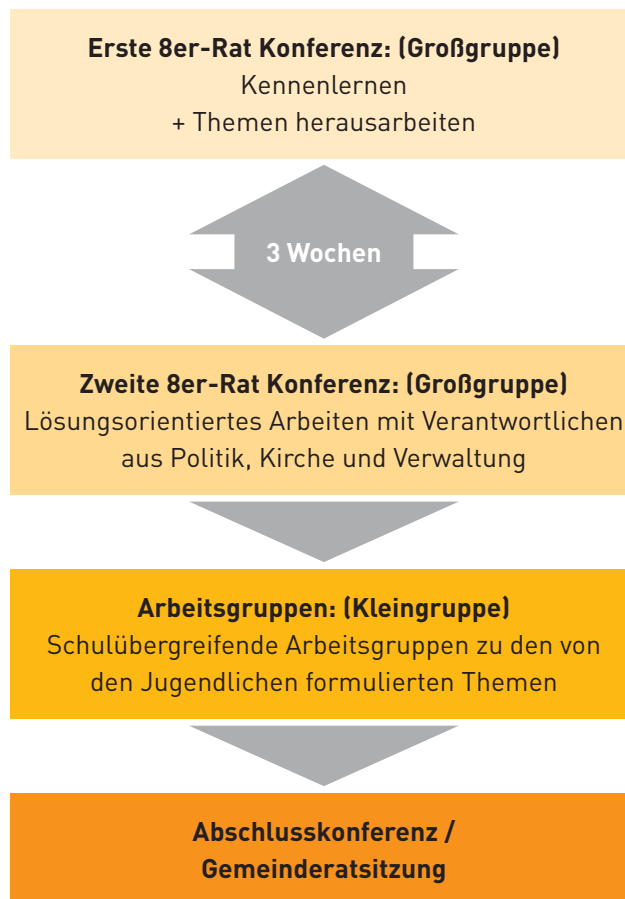 Erste 8er-Rat Konferenz: (Großgruppe)
Kennenlernen
+ Themen herausarbeiten
3 Wochen
Zweite 8er-Rat Konferenz: (Großgruppe)
Lösungsorientiertes Arbeiten mit Verantwortlichen
aus Politik, Kirche und Verwaltung
Arbeitsgruppen: (Kleingruppe)
Schulübergreifende Arbeitsgruppen zu den von
den Jugendlichen formulierten Themen
Abschlusskonferenz /
Gemeinderatsitzung